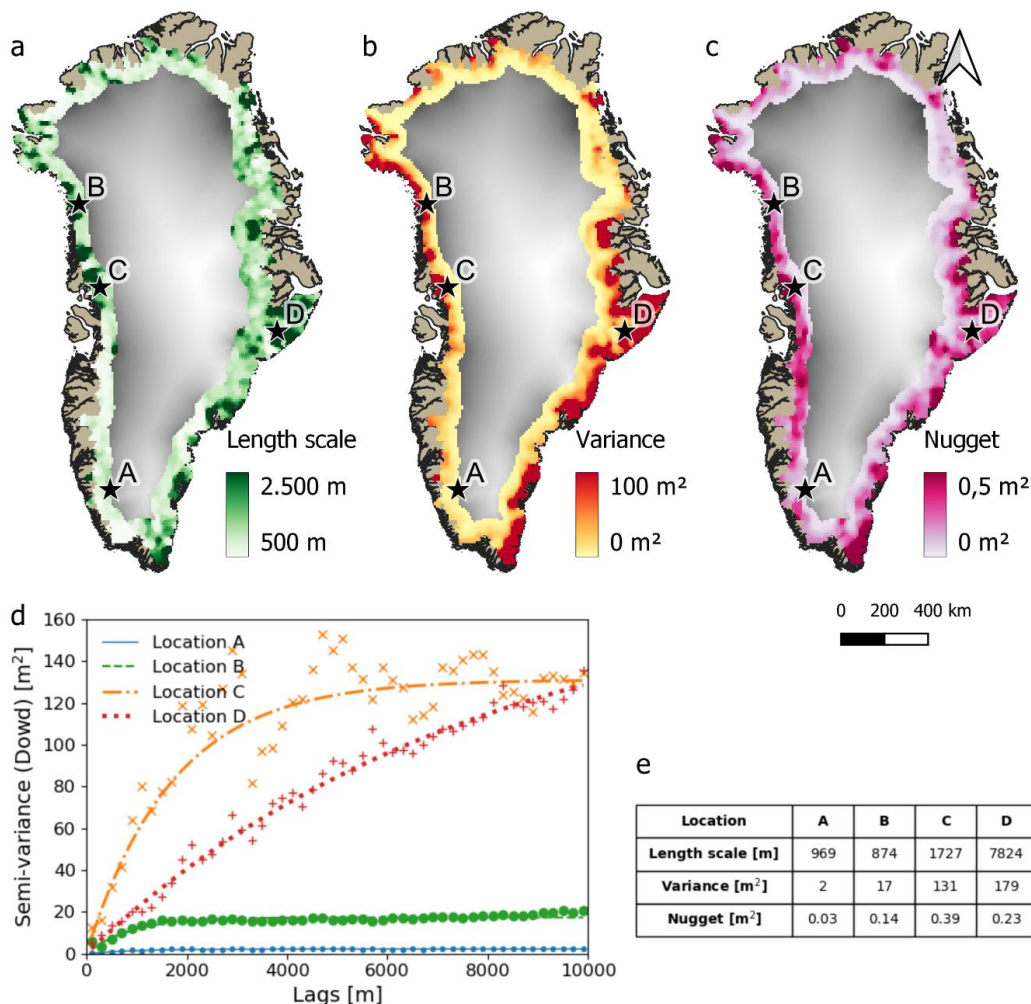 a
b
c
B
C
D
A
Length scale
2.500 m
500 m
B
C
D
A
Variance
100 m²
0 m²
B
C
D
A
Nugget
0,5 m²
0 m²
0 200 400 km
d
Semi-variance (Dowd) [m²]
160
140
120
100
80
60
40
20
0
Location A
Location B
Location C
Location D
0 2000 4000 6000 8000 10000
Lags [m]
e
Location A B C D
Length scale [m] 969 874 1727 7824
Variance [m²] 2 17 131 179
Nugget [m²] 0.03 0.14 0.39 0.23